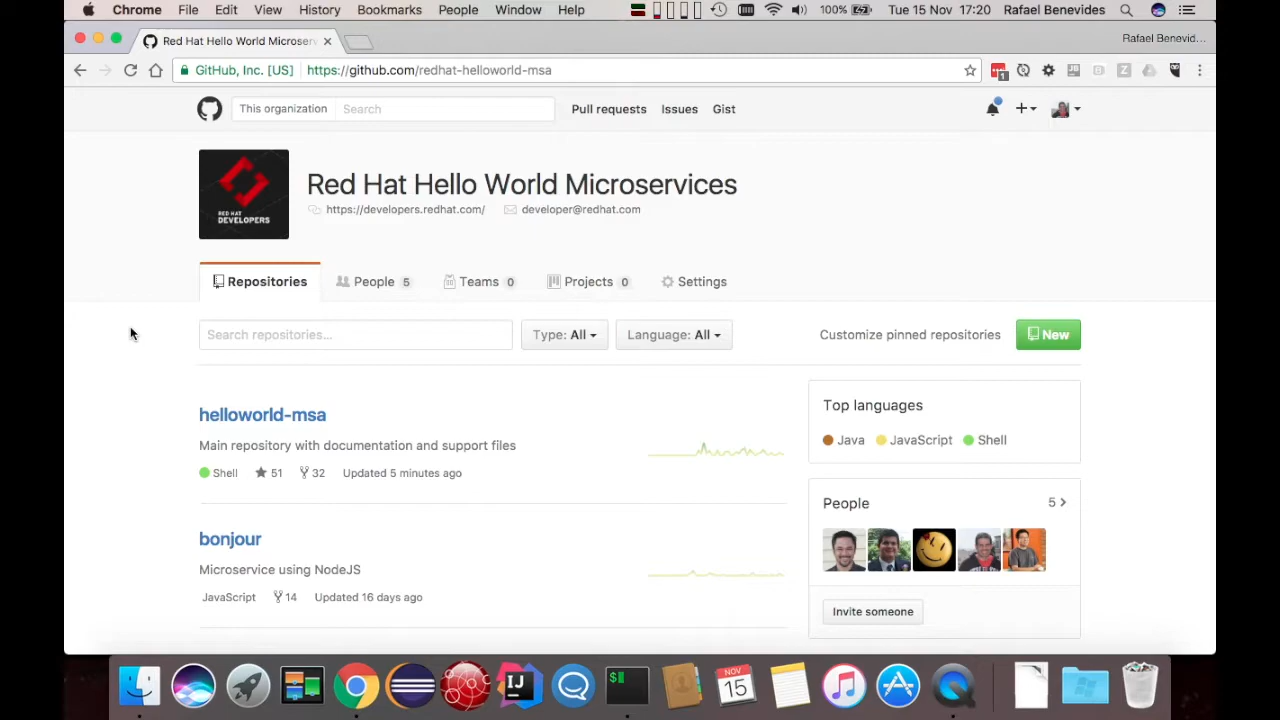 Chrome File Edit View History Bookmarks People Window Help 100% Tue 15 Nov 17:20 Rafael Benevides
Red Hat Hello World Microserv
Rafael Benevid...
GitHub, Inc. [US] https://github.com/redhat-helloworld-msa
1
This organization Search Pull requests Issues Gist
RED HAT
DEVELOPERS
Red Hat Hello World Microservices
https://developers.redhat.com/ developer@redhat.com
Repositories People 5 Teams 0 Projects 0 Settings
Search repositories... Type: All Language: All Customize pinned repositories New
helloworld-msa
Main repository with documentation and support files
Shell 51 32 Updated 5 minutes ago
Top languages
Java JavaScript Shell
bonjour
Microservice using NodeJS
JavaScript 14 Updated 16 days ago
People 5
Invite someone
IJ
$
NOV
15